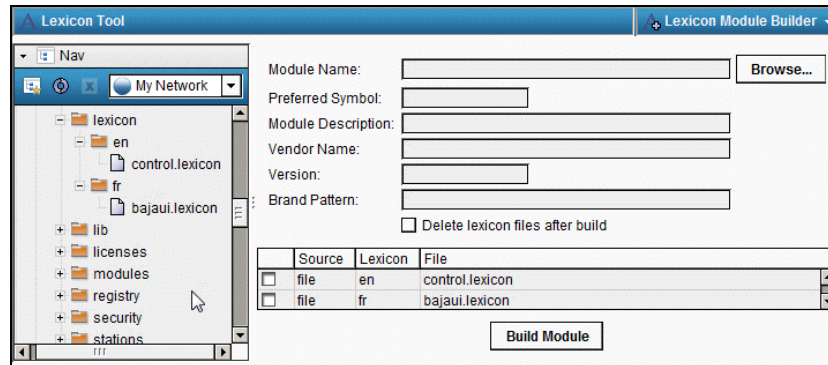 Lexicon Tool
Lexicon Module Builder
Nav
My Network
lexicon
en
control.lexicon
fr
bajaui.lexicon
lib
licenses
modules
registry
security
stations
Module Name:
Browse...
Preferred Symbol:
Module Description:
Vendor Name:
Version:
Brand Pattern:
Delete lexicon files after build
Source Lexicon File
file en control.lexicon
file fr bajaui.lexicon
Build Module